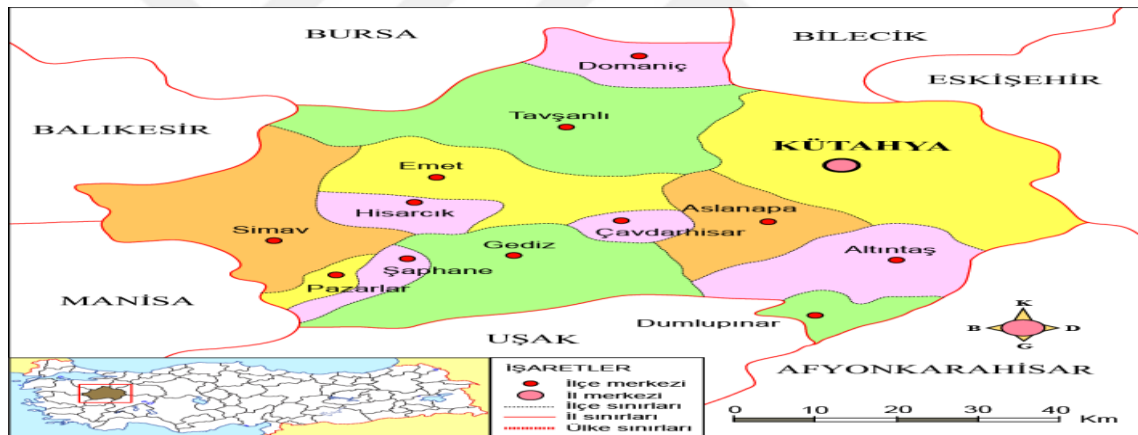 BURSA
BİLECİK
Domaniç
ESKİŞEHİR
Tavşanlı
BALIKESİR
KÜTAHYA
Emet
Hisarcık
Aslanapa
Simav
Çavdarhisar
Gediz
Altıntaş
Şaphane
Pazarlar
MANİSA
Dumlupınar
K
B D
G
UŞAK
AFYONKARAHİSAR
İŞARETLER
İlçe merkezi
İl merkezi
İlçe sınırları
İl sınırları
Ülke sınırları
0 10 20 30 40 Km